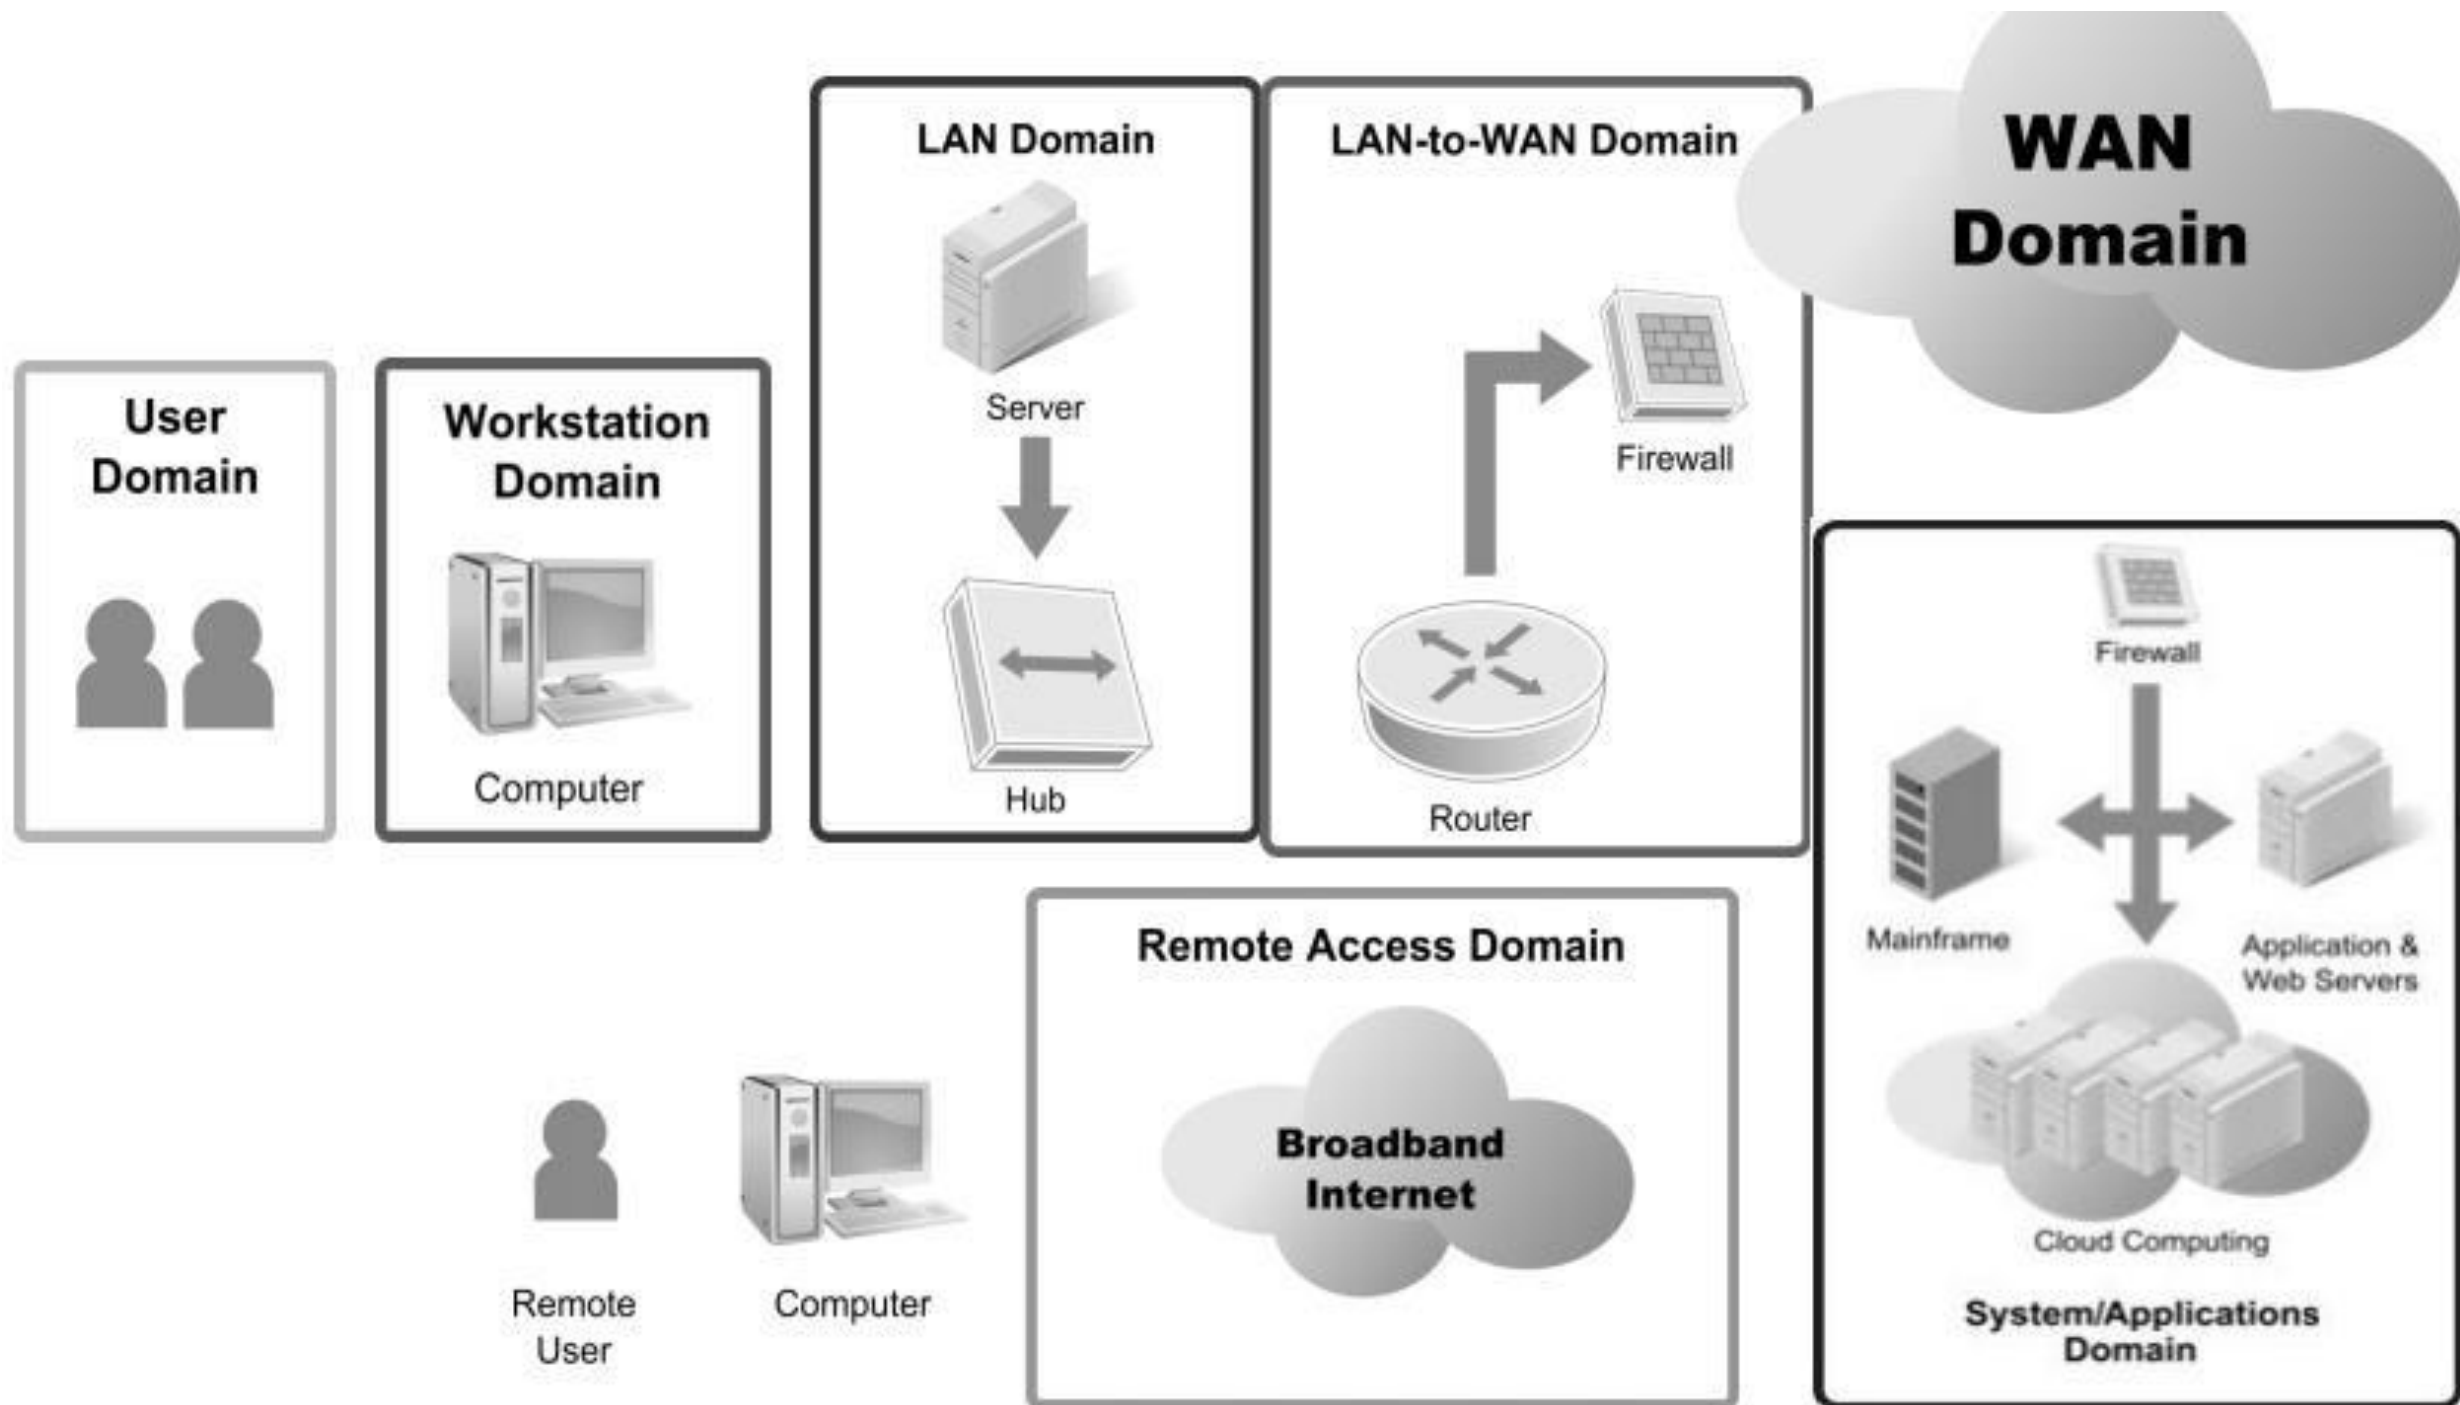 WAN
Domain
LAN Domain
LAN-to-WAN Domain
Server
Firewall
User
Domain
Workstation
Domain
Computer
Hub
Router
Firewall
Mainframe
Application &
Web Servers
Cloud Computing
System/Applications
Domain
Remote Access Domain
Broadband
Internet
Remote
User
Computer